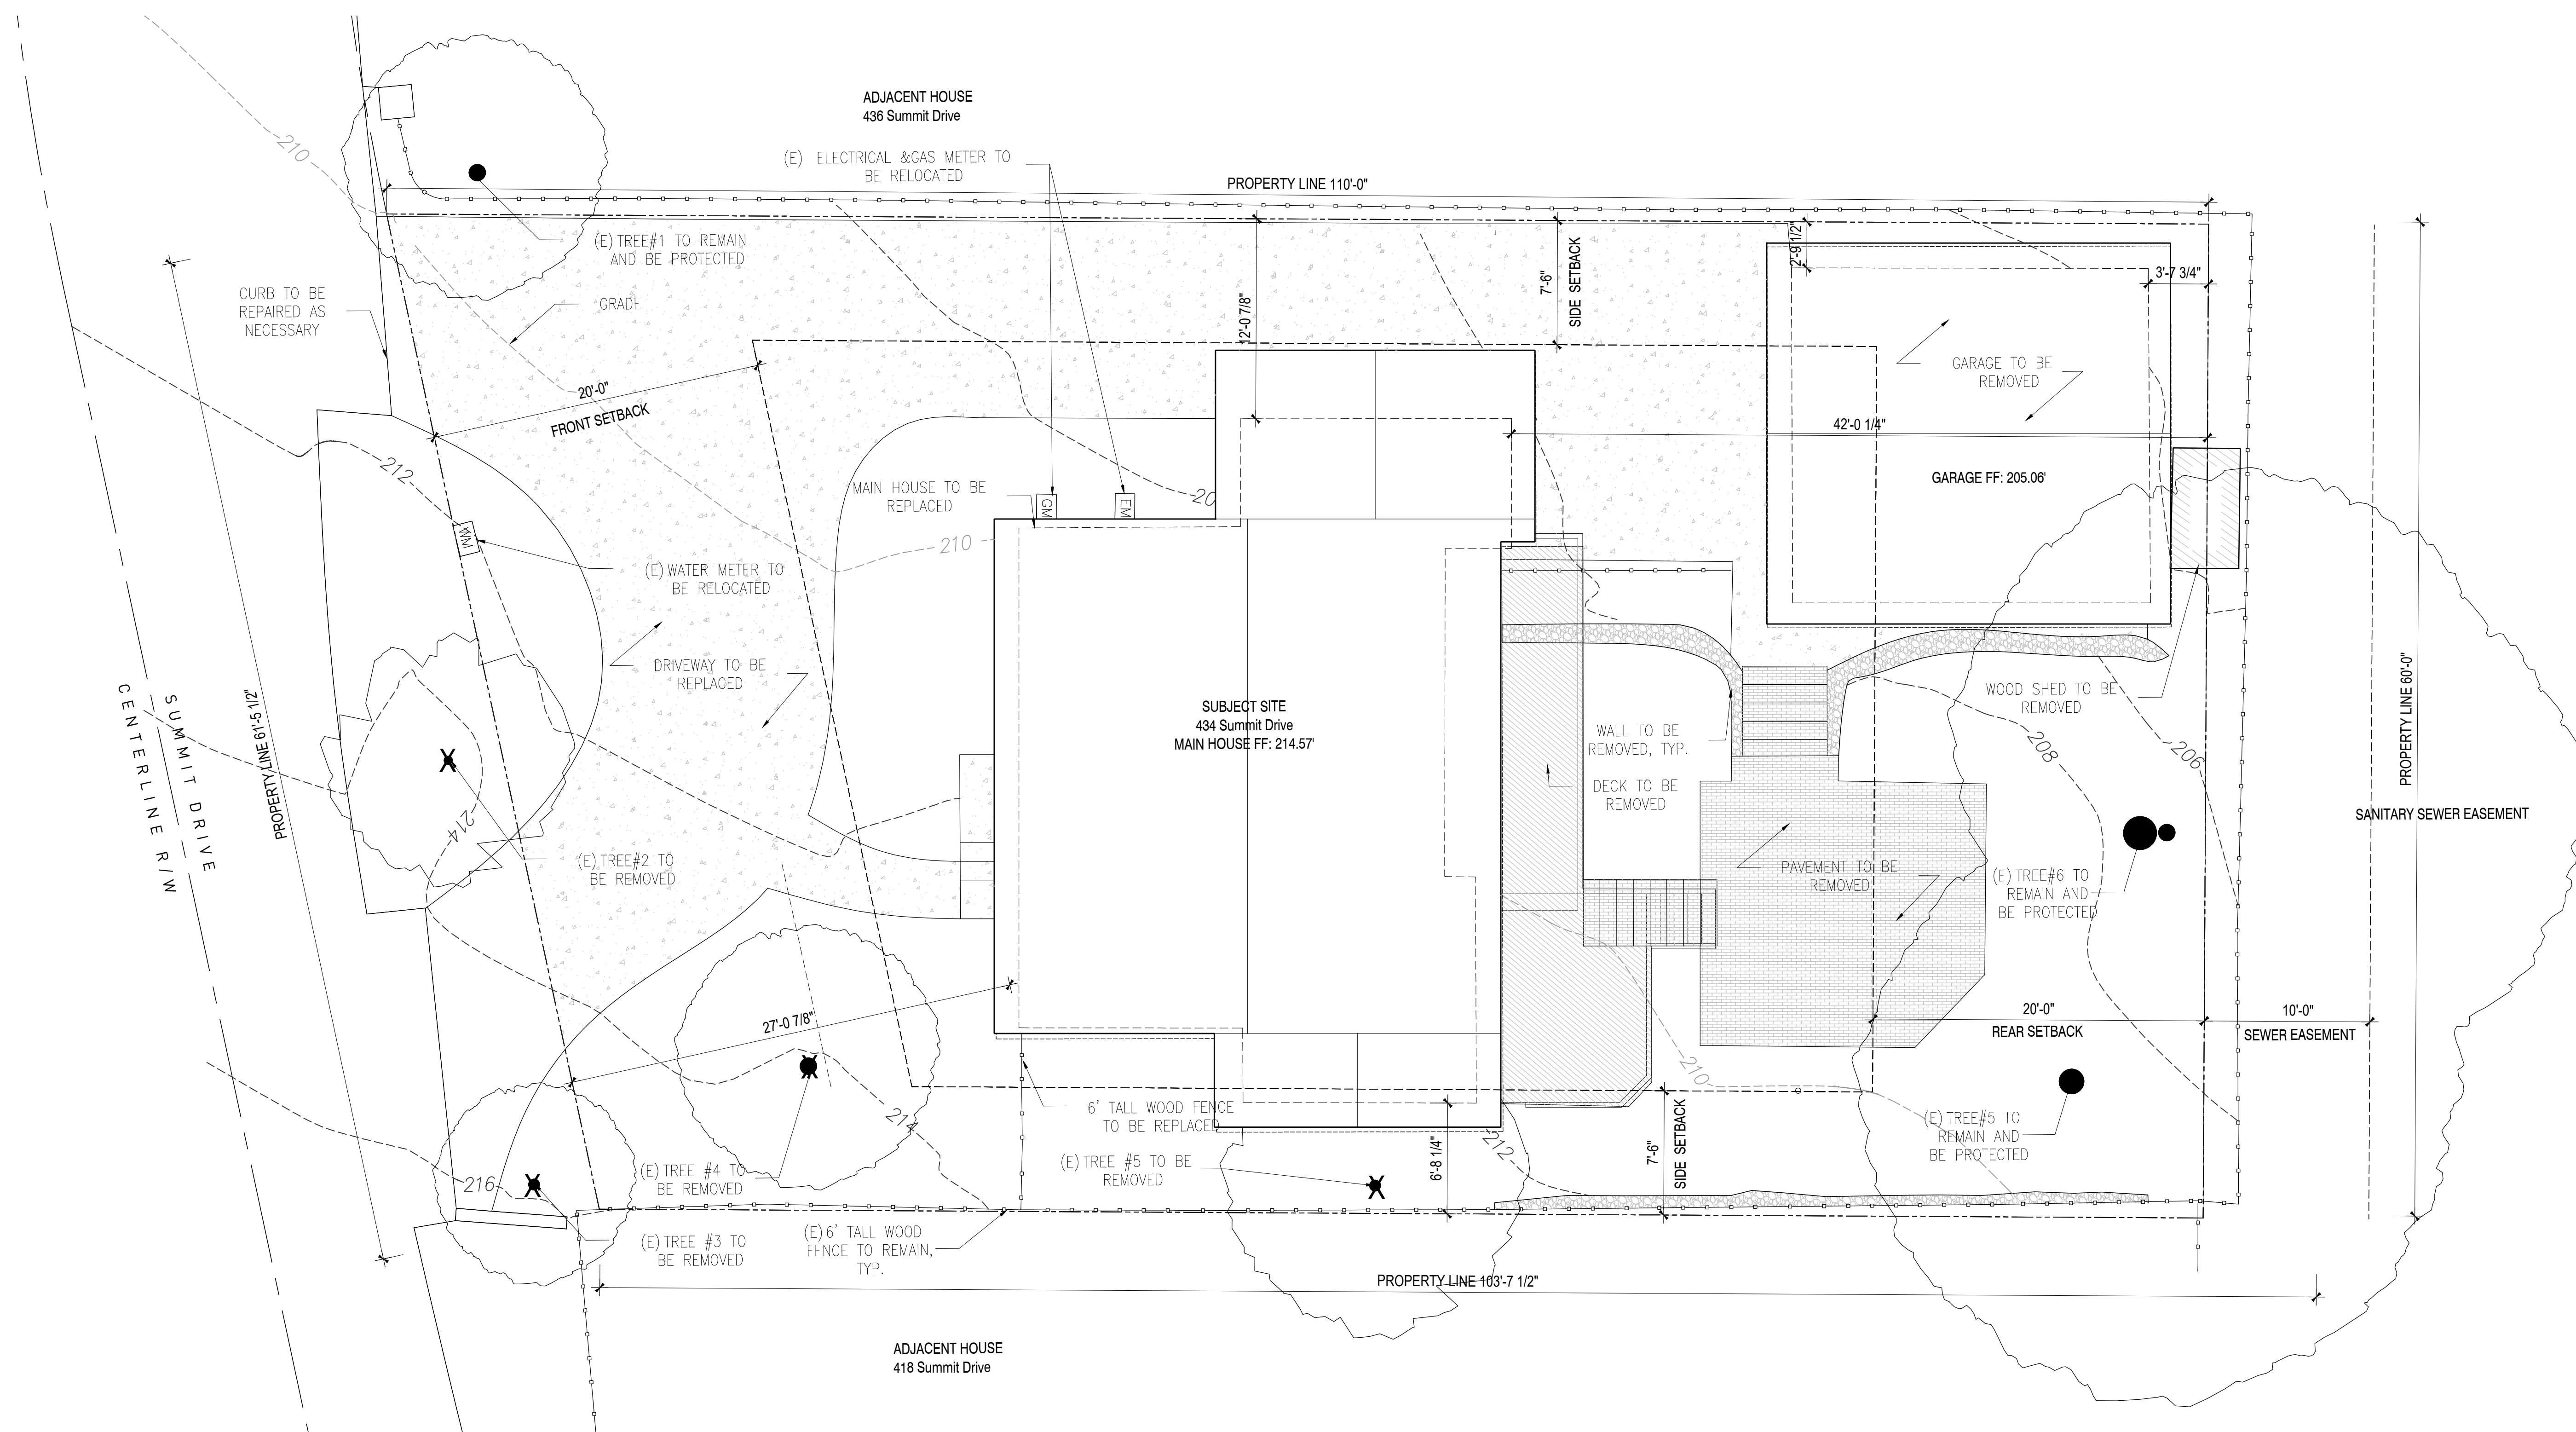 ADJACENT HOUSE
436 Summit Drive
210
(E) ELECTRICAL &GAS METER TO
BE RELOCATED
PROPERTY LINE 110'-0"
(E) TREE#1 TO REMAIN
AND BE PROTECTED
CURB TO BE
REPAIRED AS
NECESSARY
GRADE
12'-0 7/8"
7'-6"
SIDE SETBACK
2'-9 1/2"
3'-7 3/4"
20'-0"
FRONT SETBACK
GARAGE TO BE
REMOVED
42'-0 1/4"
GARAGE FF: 205.06'
212
MAIN HOUSE TO BE
REPLACED
GM
EM
20
WM
210
(E) WATER METER TO
BE RELOCATED
DRIVEWAY TO BE
REPLACED
SUMMIT DRIVE
CENTERLINE R/W
PROPERTY LINE 61'-5 1/2"
SUBJECT SITE
434 Summit Drive
MAIN HOUSE FF: 214.57'
WALL TO BE
REMOVED, TYP.
DECK TO BE
REMOVED
WOOD SHED TO BE
REMOVED
208
206
PROPERTY LINE 60'-0"
SANITARY SEWER EASEMENT
214
(E) TREE#2 TO
BE REMOVED
PAVEMENT TO BE
REMOVED
(E) TREE#6 TO
REMAIN AND
BE PROTECTED
27'-0 7/8"
20'-0"
REAR SETBACK
10'-0"
SEWER EASEMENT
210
214
6' TALL WOOD FENCE
TO BE REPLACED
(E) TREE#5 TO
REMAIN AND
BE PROTECTED
216
(E) TREE #4 TO
BE REMOVED
(E) TREE #5 TO BE
REMOVED
6'-8 1/4"
212
7'-6"
SIDE SETBACK
(E) TREE #3 TO
BE REMOVED
(E) 6' TALL WOOD
FENCE TO REMAIN,
TYP.
PROPERTY LINE 103'-7 1/2"
ADJACENT HOUSE
418 Summit Drive